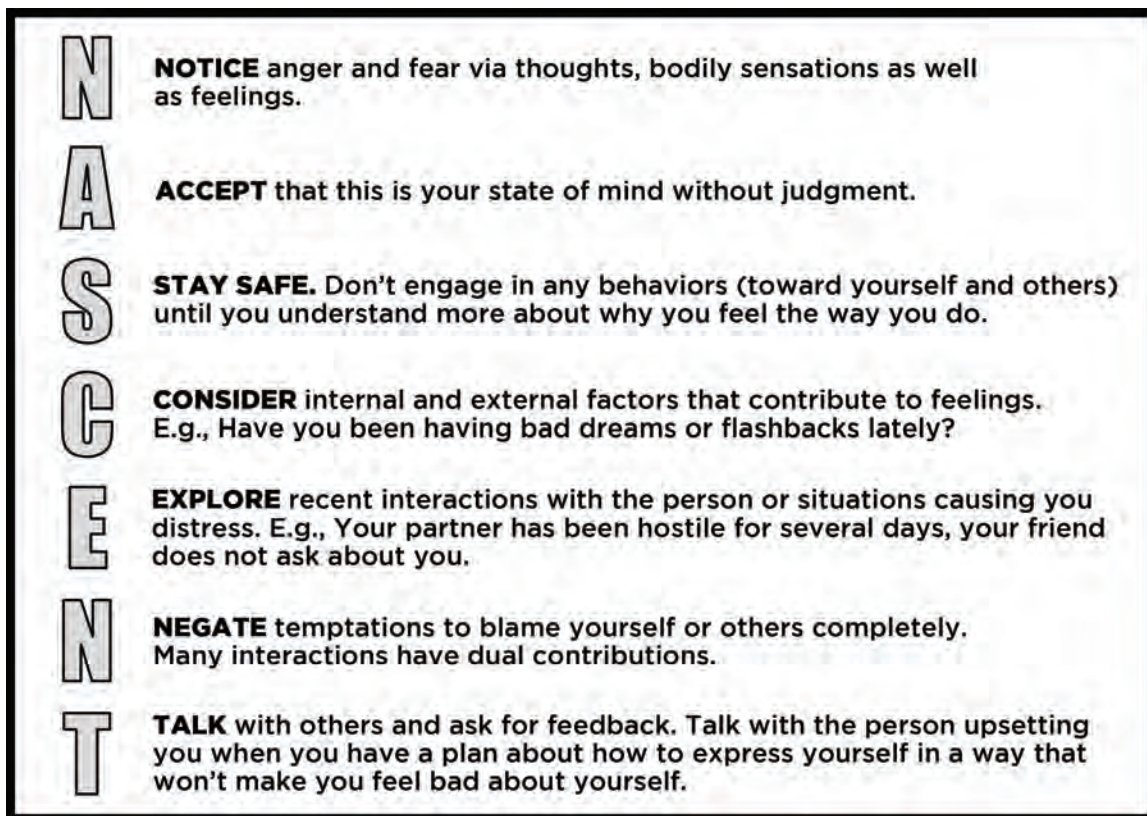 N
NOTICE anger and fear via thoughts, bodily sensations as well
as feelings.
A
ACCEPT that this is your state of mind without judgment.
S
STAY SAFE. Don't engage in any behaviors (toward yourself and others)
until you understand more about why you feel the way you do.
C
CONSIDER internal and external factors that contribute to feelings.
E.g., Have you been having bad dreams or flashbacks lately?
E
EXPLORE recent interactions with the person or situations causing you
distress. E.g., Your partner has been hostile for several days, your friend
does not ask about you.
N
NEGATE temptations to blame yourself or others completely.
Many interactions have dual contributions.
T
TALK with others and ask for feedback. Talk with the person upsetting
you when you have a plan about how to express yourself in a way that
won't make you feel bad about yourself.